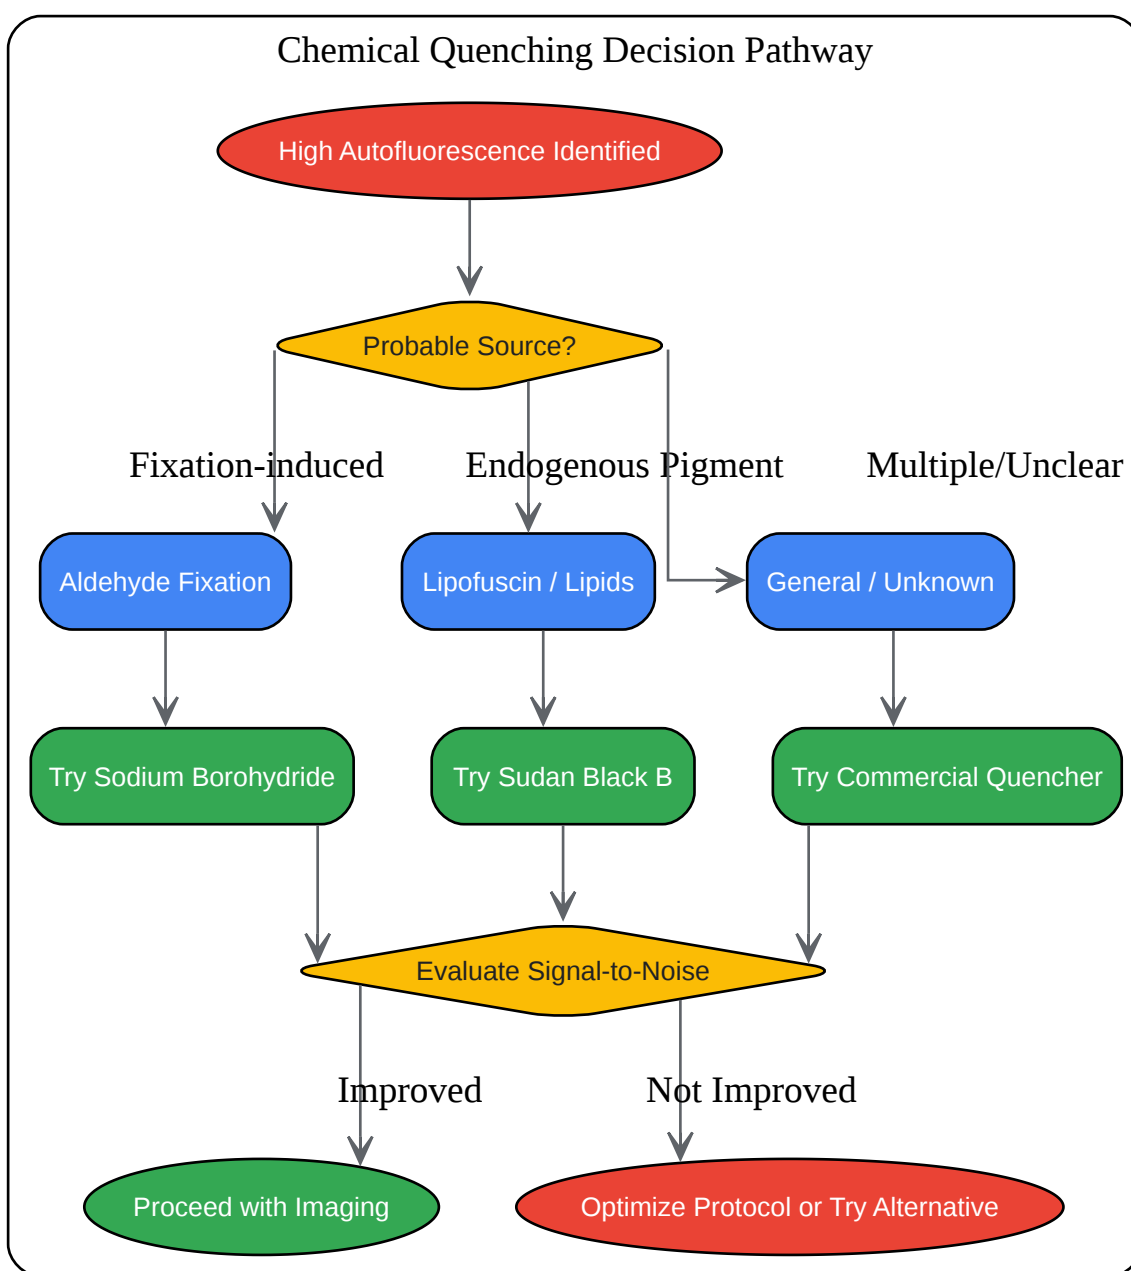 Chemical Quenching Decision Pathway
High Autofluorescence Identified
Probable Source?
Fixation-induced
Endogenous Pigment
Multiple/Unclear
Aldehyde Fixation
Lipofuscin / Lipids
General / Unknown
Try Sodium Borohydride
Try Sudan Black B
Try Commercial Quencher
Evaluate Signal-to-Noise
Improved
Not Improved
Proceed with Imaging
Optimize Protocol or Try Alternative